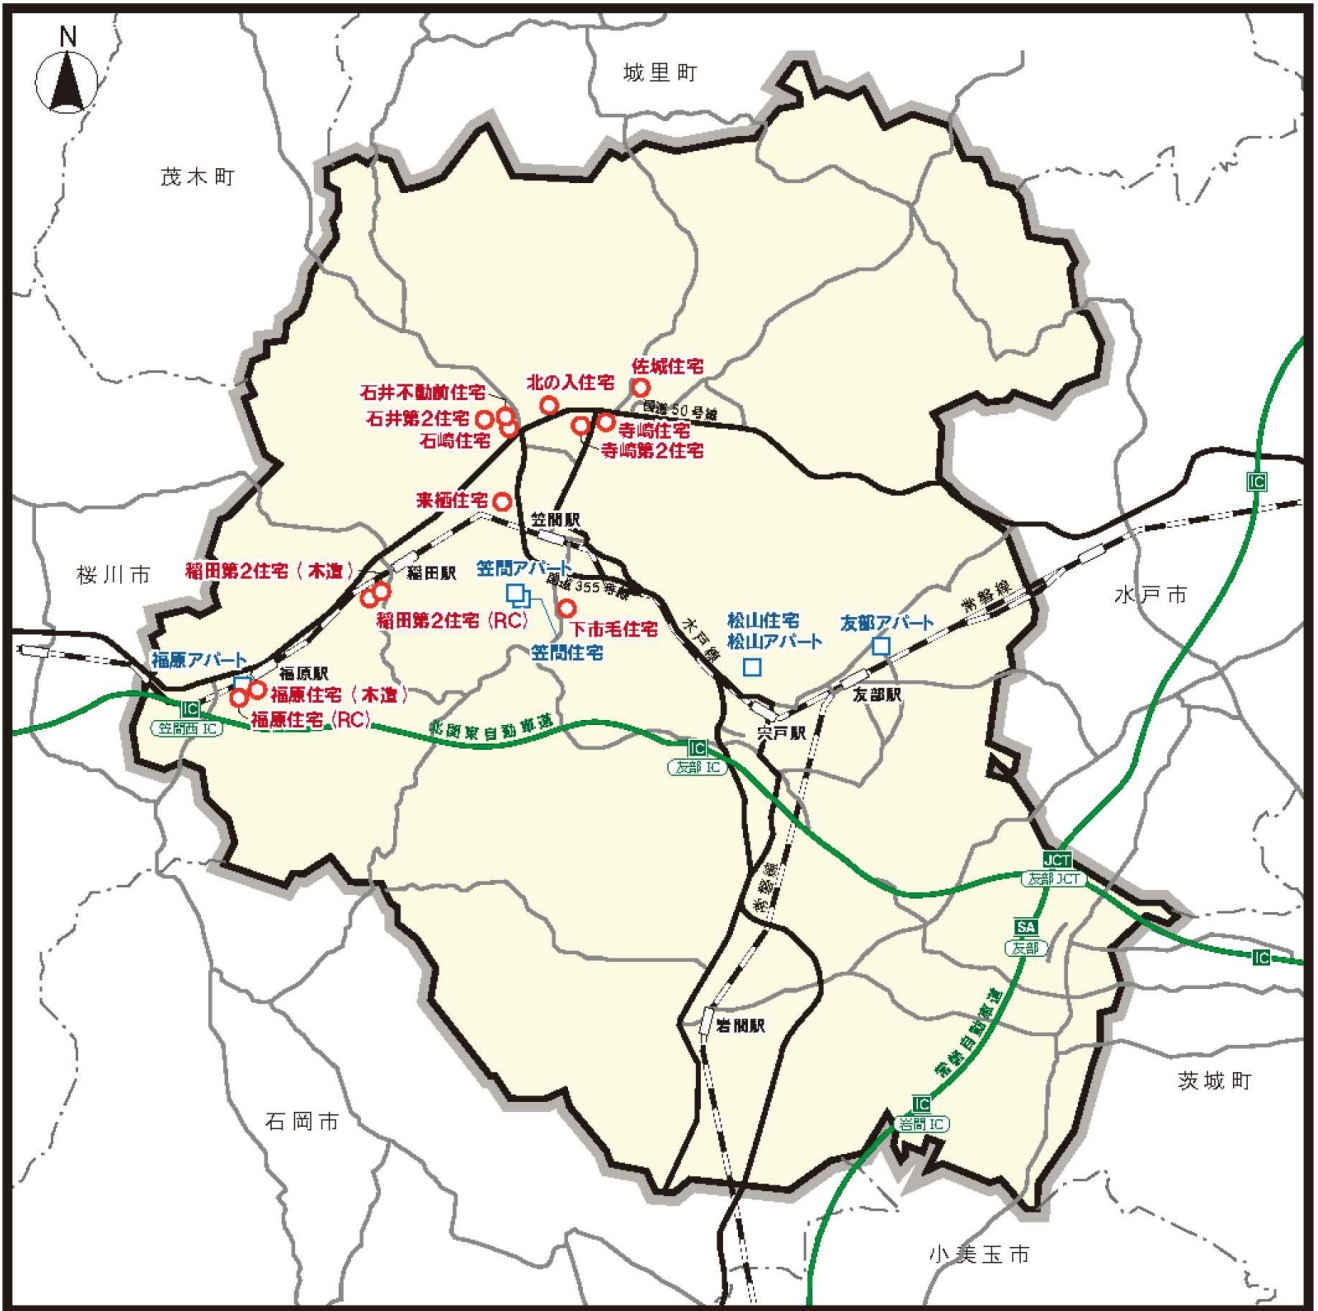 N
城里町
茂木町
佐城住宅
北の入住宅
石井不動前住宅
国道50号線
石井第2住宅
寺崎住宅
石崎住宅
寺崎第2住宅
来栖住宅
笠間駅
IC
桜川市
稲田第2住宅(木造)
稲田駅
笠間アパート
国道355号線
常磐線
水戸市
稲田第2住宅(RC)
下市毛住宅
水戸線
松山住宅
松山アパート
友部アパート
笠間住宅
福原アパート
福原駅
福原住宅(木造)
友部駅
IC
笠間西IC
福原住宅(RC)
北関東自動車道
宍戸駅
IC
友部IC
JCT
友部JCT
常磐線
SA
友部
IC
岩間駅
常磐自動車道
茨城町
IC
岩間IC
石岡市
小美玉市